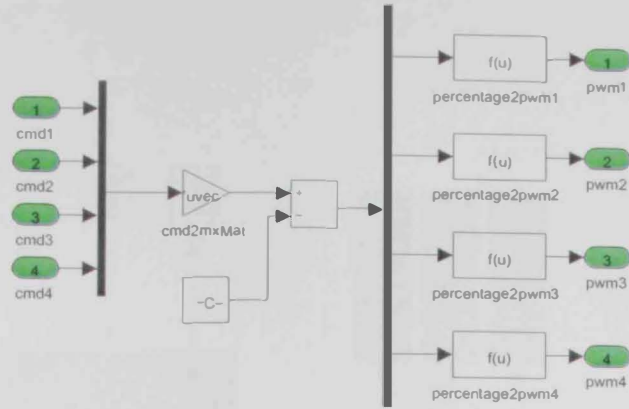 1
cmd1
2
cmd2
3
cmd3
4
cmd4
uvec
cmd2mxMat
-C-
+
−
f(u)
percentage2pwm1
1
pwm1
f(u)
percentage2pwm2
2
pwm2
f(u)
percentage2pwm3
3
pwm3
f(u)
percentage2pwm4
4
pwm4